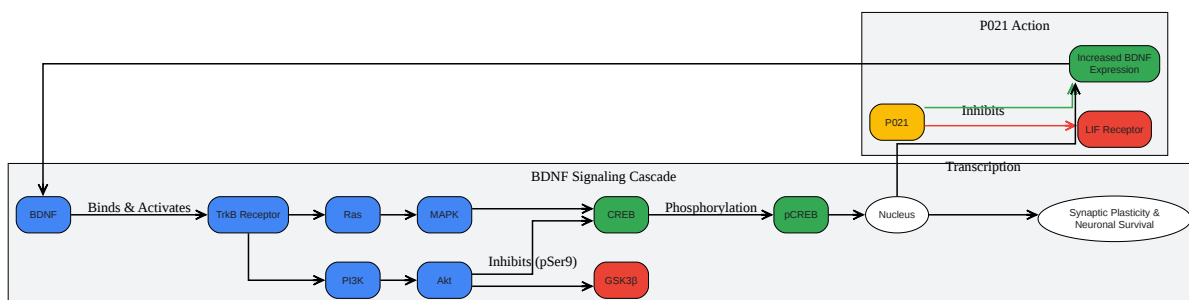 P021 Action
Increased BDNF
Expression
P021
Inhibits
LIF Receptor
Transcription
BDNF Signaling Cascade
BDNF
Binds & Activates
TrkB Receptor
Ras
MAPK
CREB
Phosphorylation
pCREB
Nucleus
Synaptic Plasticity &
Neuronal Survival
PI3K
Akt
Inhibits (pSer9)
GSK3β